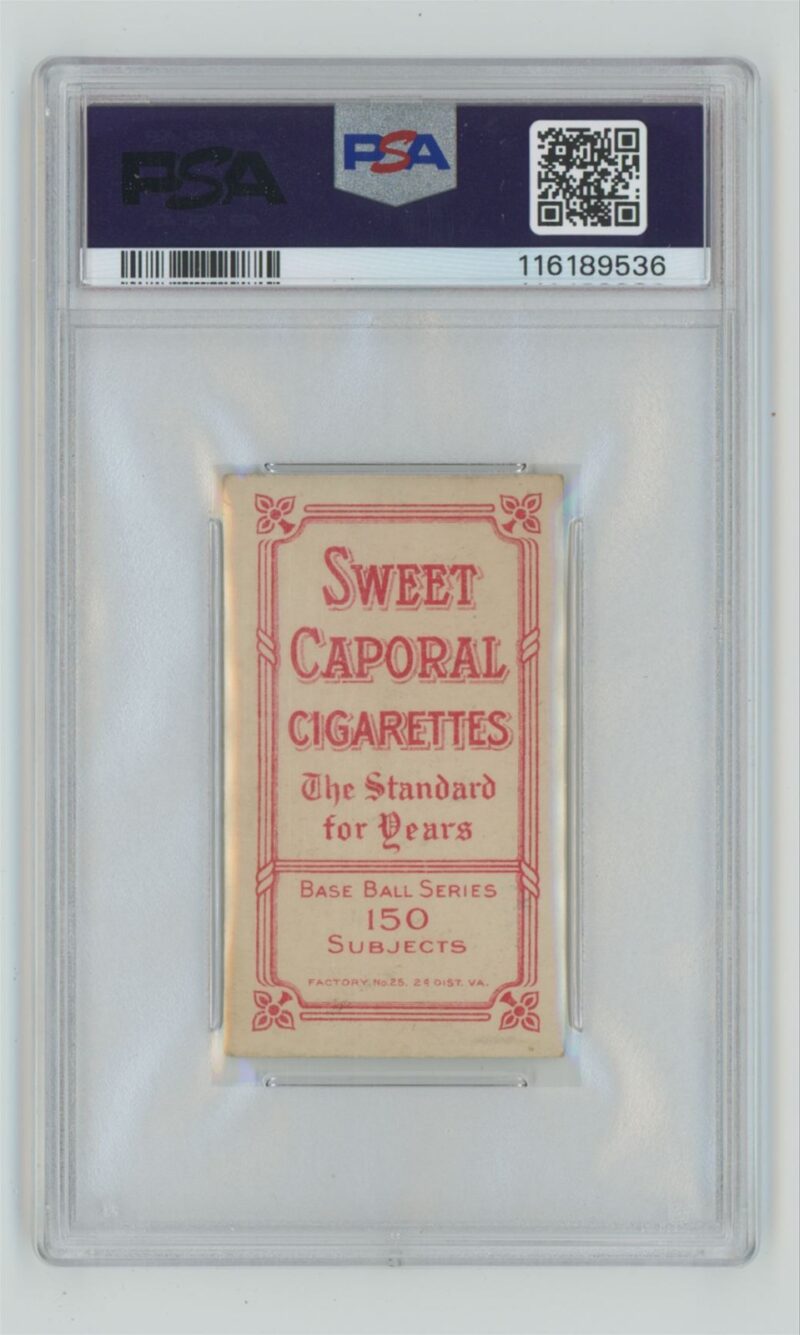 PSA
PSA
116189536
SWEET
CAPORAL
CIGARETTES
The Standard
for Years
BASE BALL SERIES
150
SUBJECTS
FACTORY No.25, 2d DIST. VA.